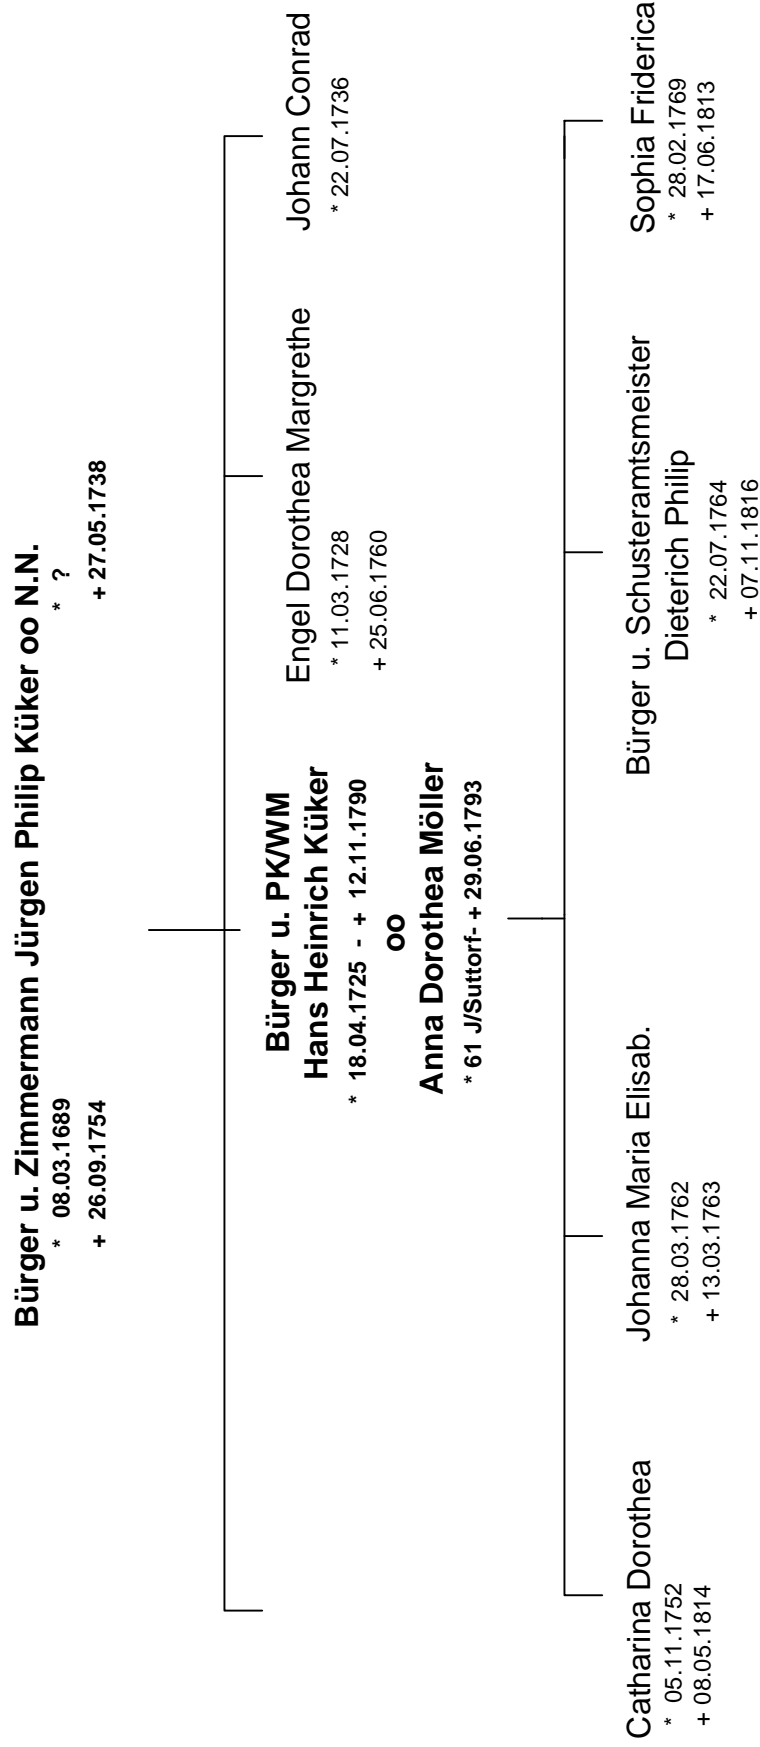 Bürger u. Zimmermann Jürgen Philip Küker oo N.N.
* 08.03.1689
* ?
+ 26.09.1754
+ 27.05.1738
Bürger u. PK/WM
Hans Heinrich Küker
* 18.04.1725 - + 12.11.1790
oo
Anna Dorothea Möller
* 61 J/Suttorf- + 29.06.1793
Engel Dorothea Margrethe
* 11.03.1728
+ 25.06.1760
Johann Conrad
* 22.07.1736
Catharina Dorothea
* 05.11.1752
+ 08.05.1814
Johanna Maria Elisab.
* 28.03.1762
+ 13.03.1763
Bürger u. Schusteramtsmeister
Dieterich Philip
* 22.07.1764
+ 07.11.1816
Sophia Friderica
* 28.02.1769
+ 17.06.1813